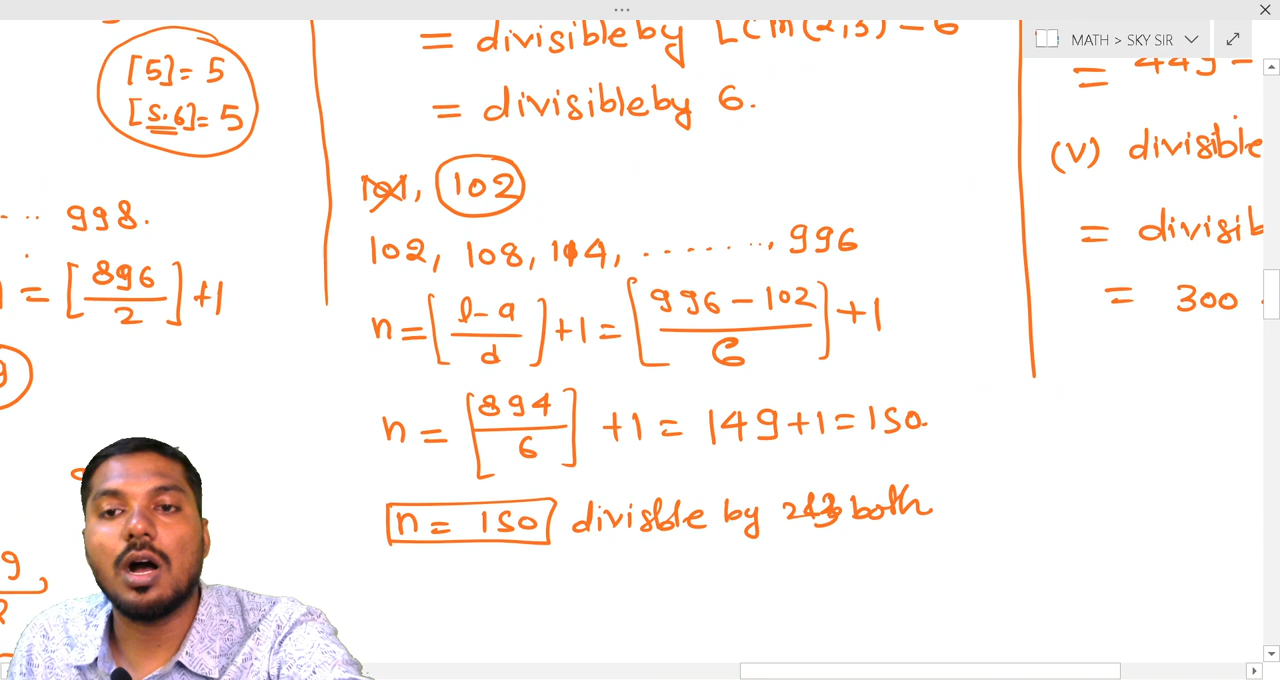 MATH > SKY SIR
[5] = 5
[5.6] = 5
... 998.
= [896/2] + 1
= divisible by LCM(2,3) = 6
= divisible by 6.
101, 102
102, 108, 114, ........, 996
n = [l-a/d] + 1 = [996-102/6] + 1
n = [894/6] + 1 = 149 + 1 = 150.
n = 150 divisble by 2&3 both
= 449 -
(V) divisible
= divisib
= 300